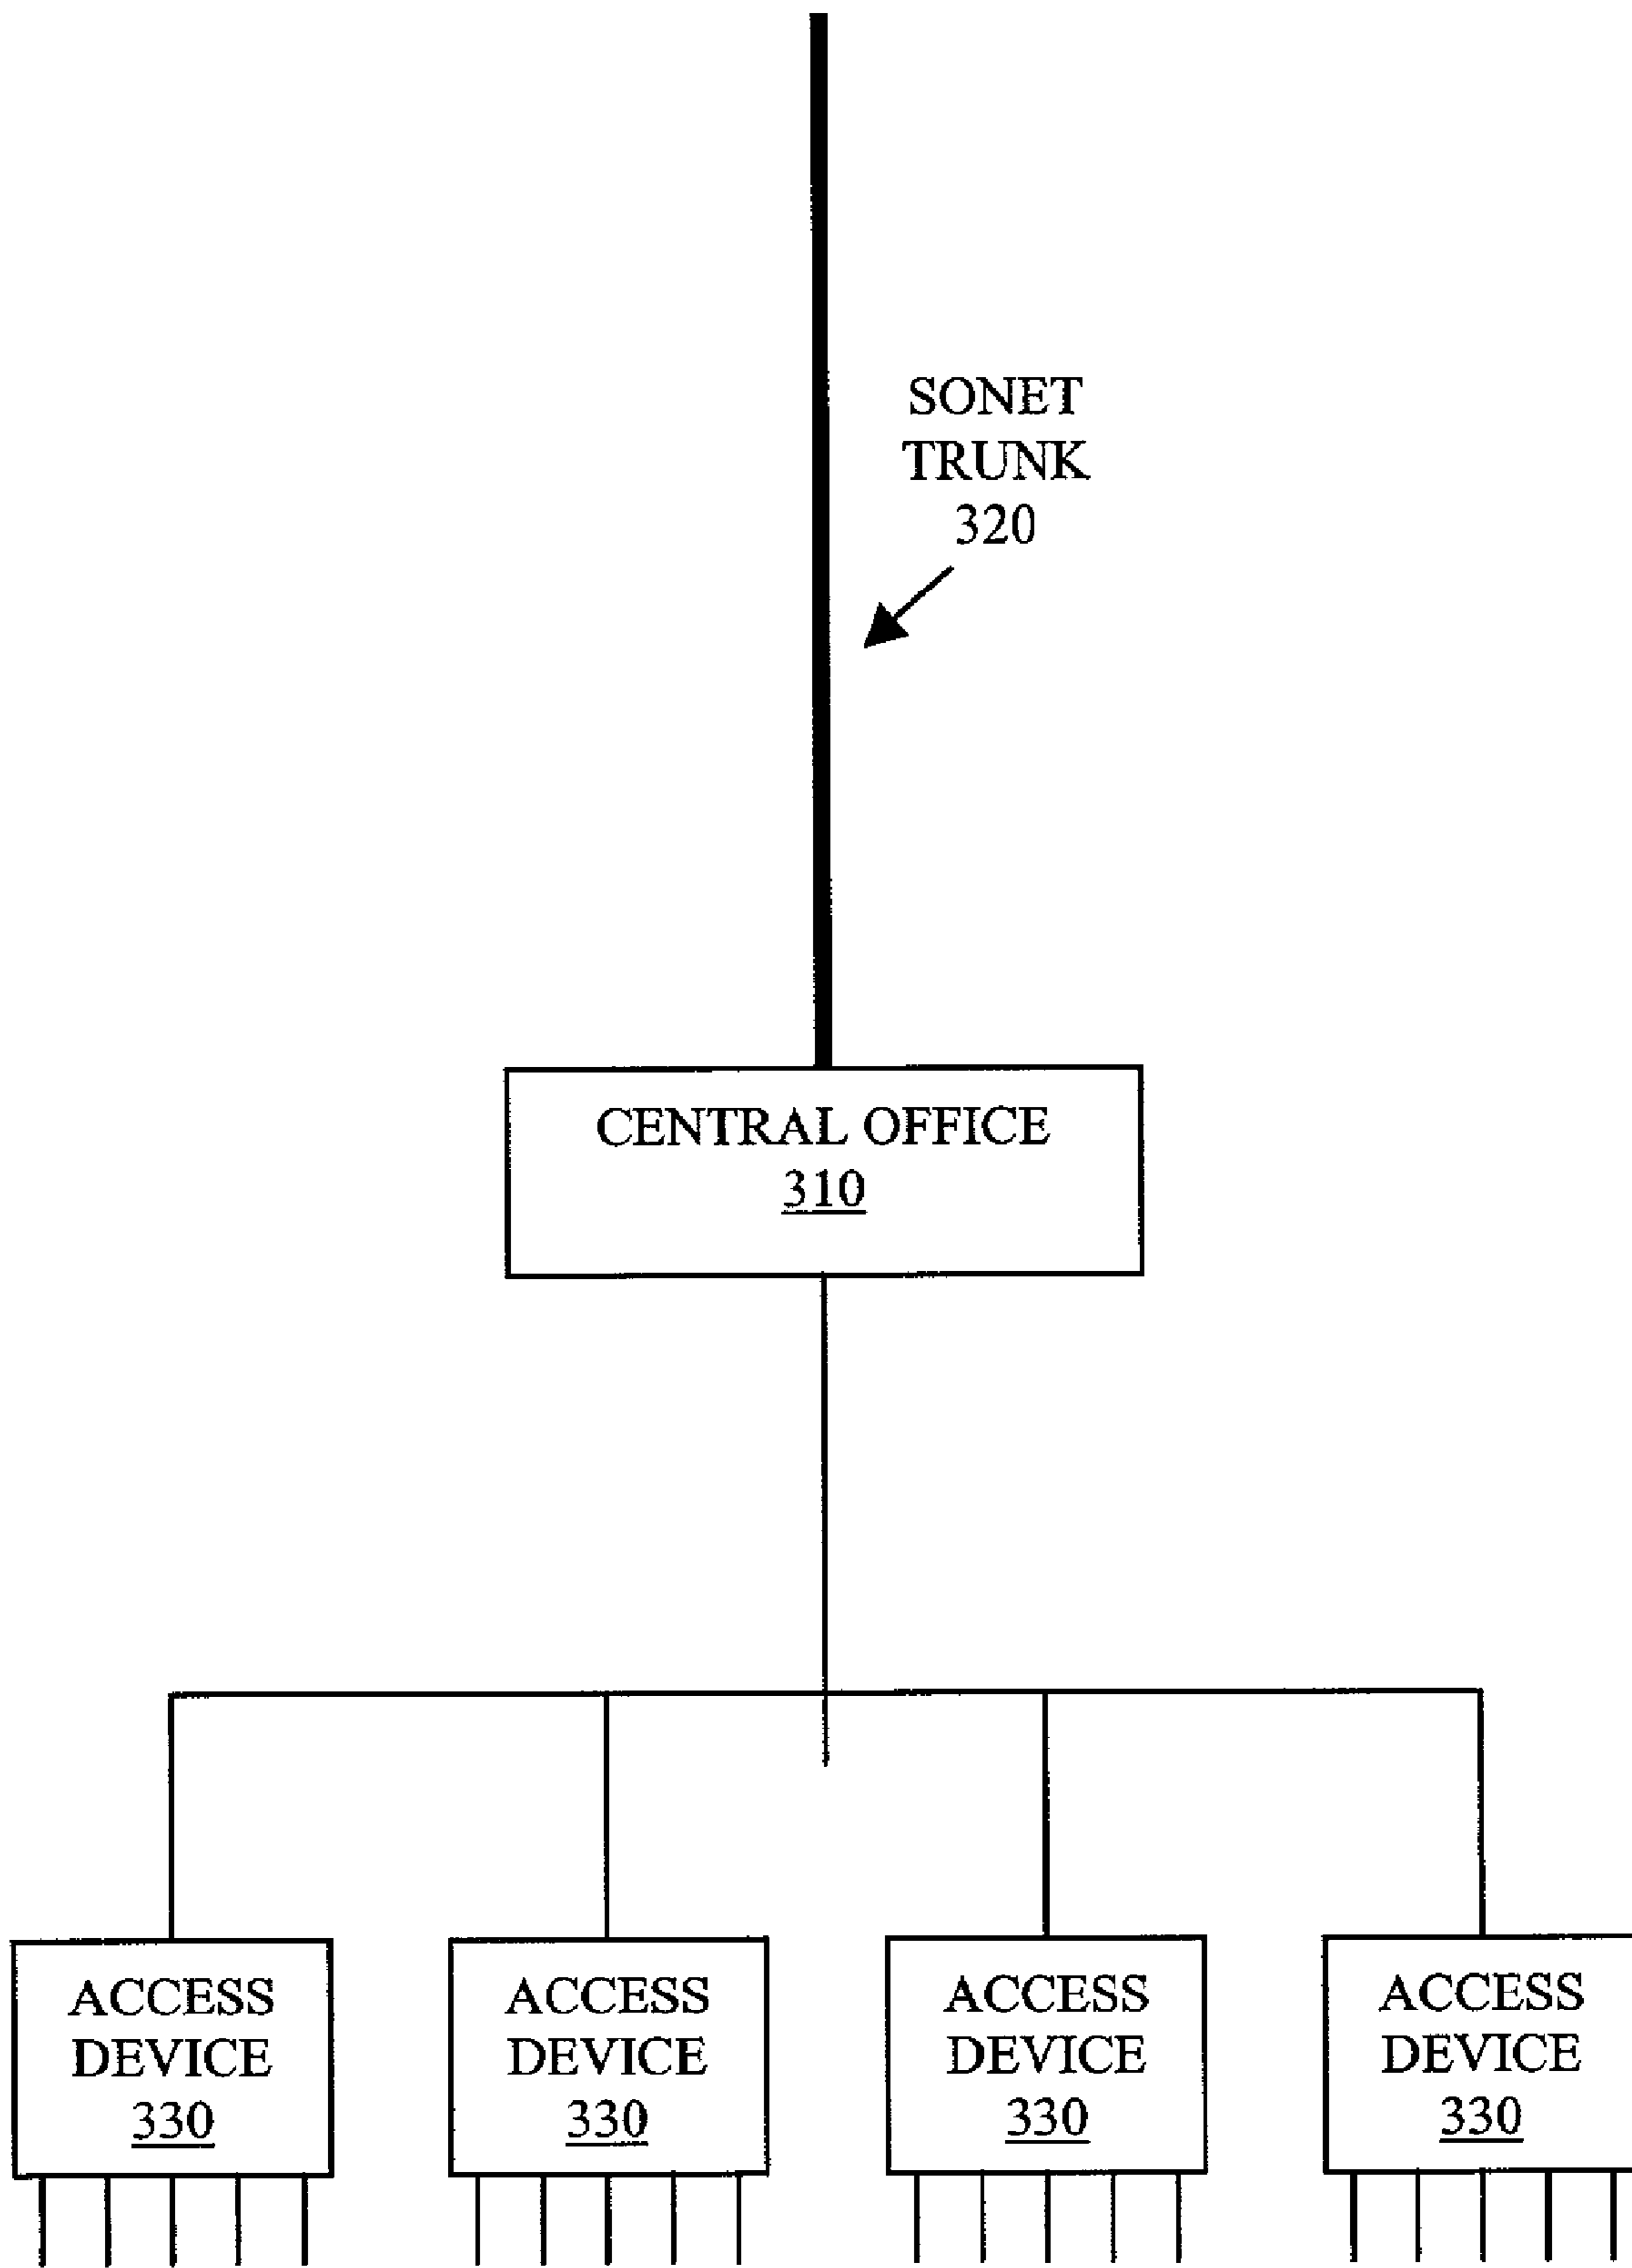 SONET
TRUNK
320
CENTRAL OFFICE
310
ACCESS
DEVICE
330
ACCESS
DEVICE
330
ACCESS
DEVICE
330
ACCESS
DEVICE
330